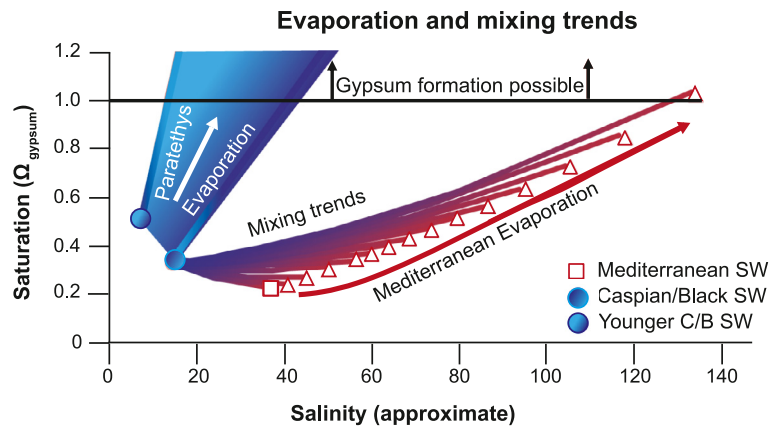 Evaporation and mixing trends
Saturation (Ω gypsum)
1.2
1.0
0.8
0.6
0.4
0.2
0
Gypsum formation possible
Paratethys
Evaporation
Mixing trends
Mediterranean Evaporation
Mediterranean SW
Caspian/Black SW
Younger C/B SW
0 20 40 60 80 100 120 140
Salinity (approximate)